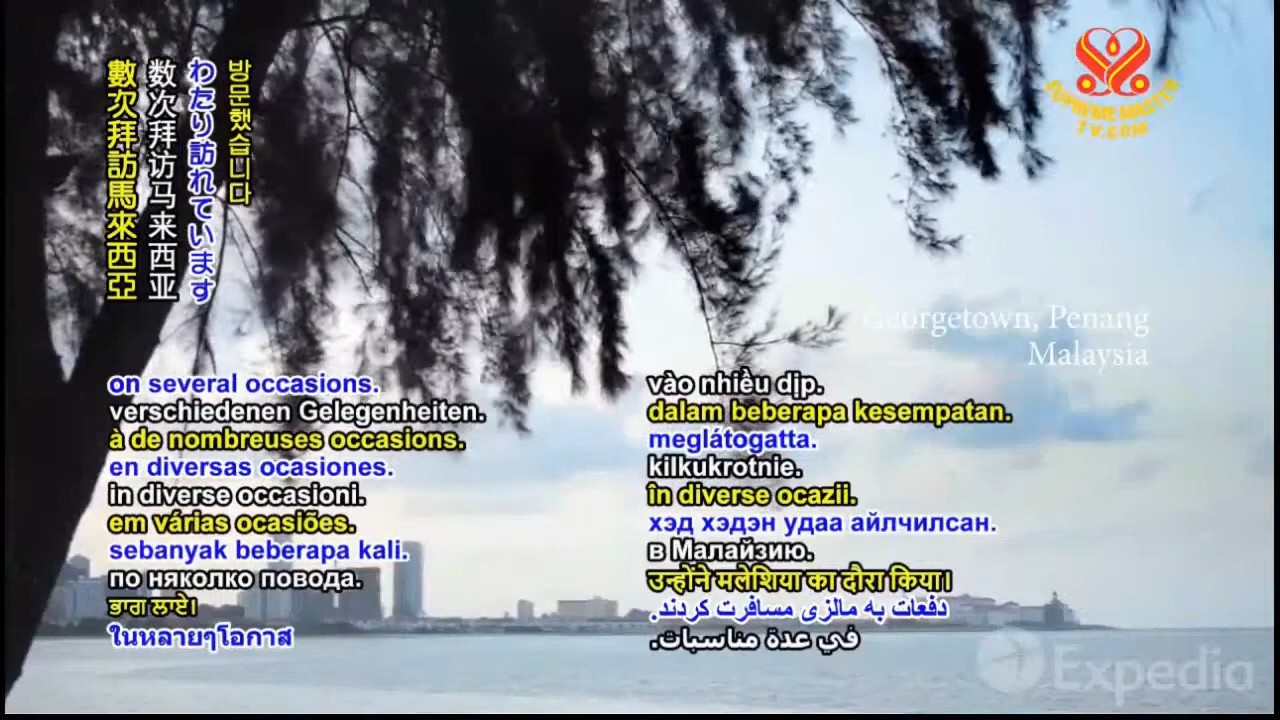 방문했습니다
わたり訪れています
数次拜访马来西亚
數次拜訪馬來西亞
SUPREME MASTER
TV.COM
Georgetown, Penang
Malaysia
on several occasions.
verschiedenen Gelegenheiten.
à de nombreuses occasions.
en diversas ocasiones.
in diverse occasioni.
em várias ocasiões.
sebanyak beberapa kali.
по няколко повода.
ਭਾਗ ਲਾਏ।
ในหลายๆโอกาส
vào nhiều dịp.
dalam beberapa kesempatan.
meglátogatta.
kilkukrotnie.
în diverse ocazii.
хэд хэдэн удаа айлчилсан.
в Малайзию.
उन्होंने मलेशिया का दौरा किया।
دفعات به مالزی مسافرت کردند.
في عدة مناسبات.
Expedia